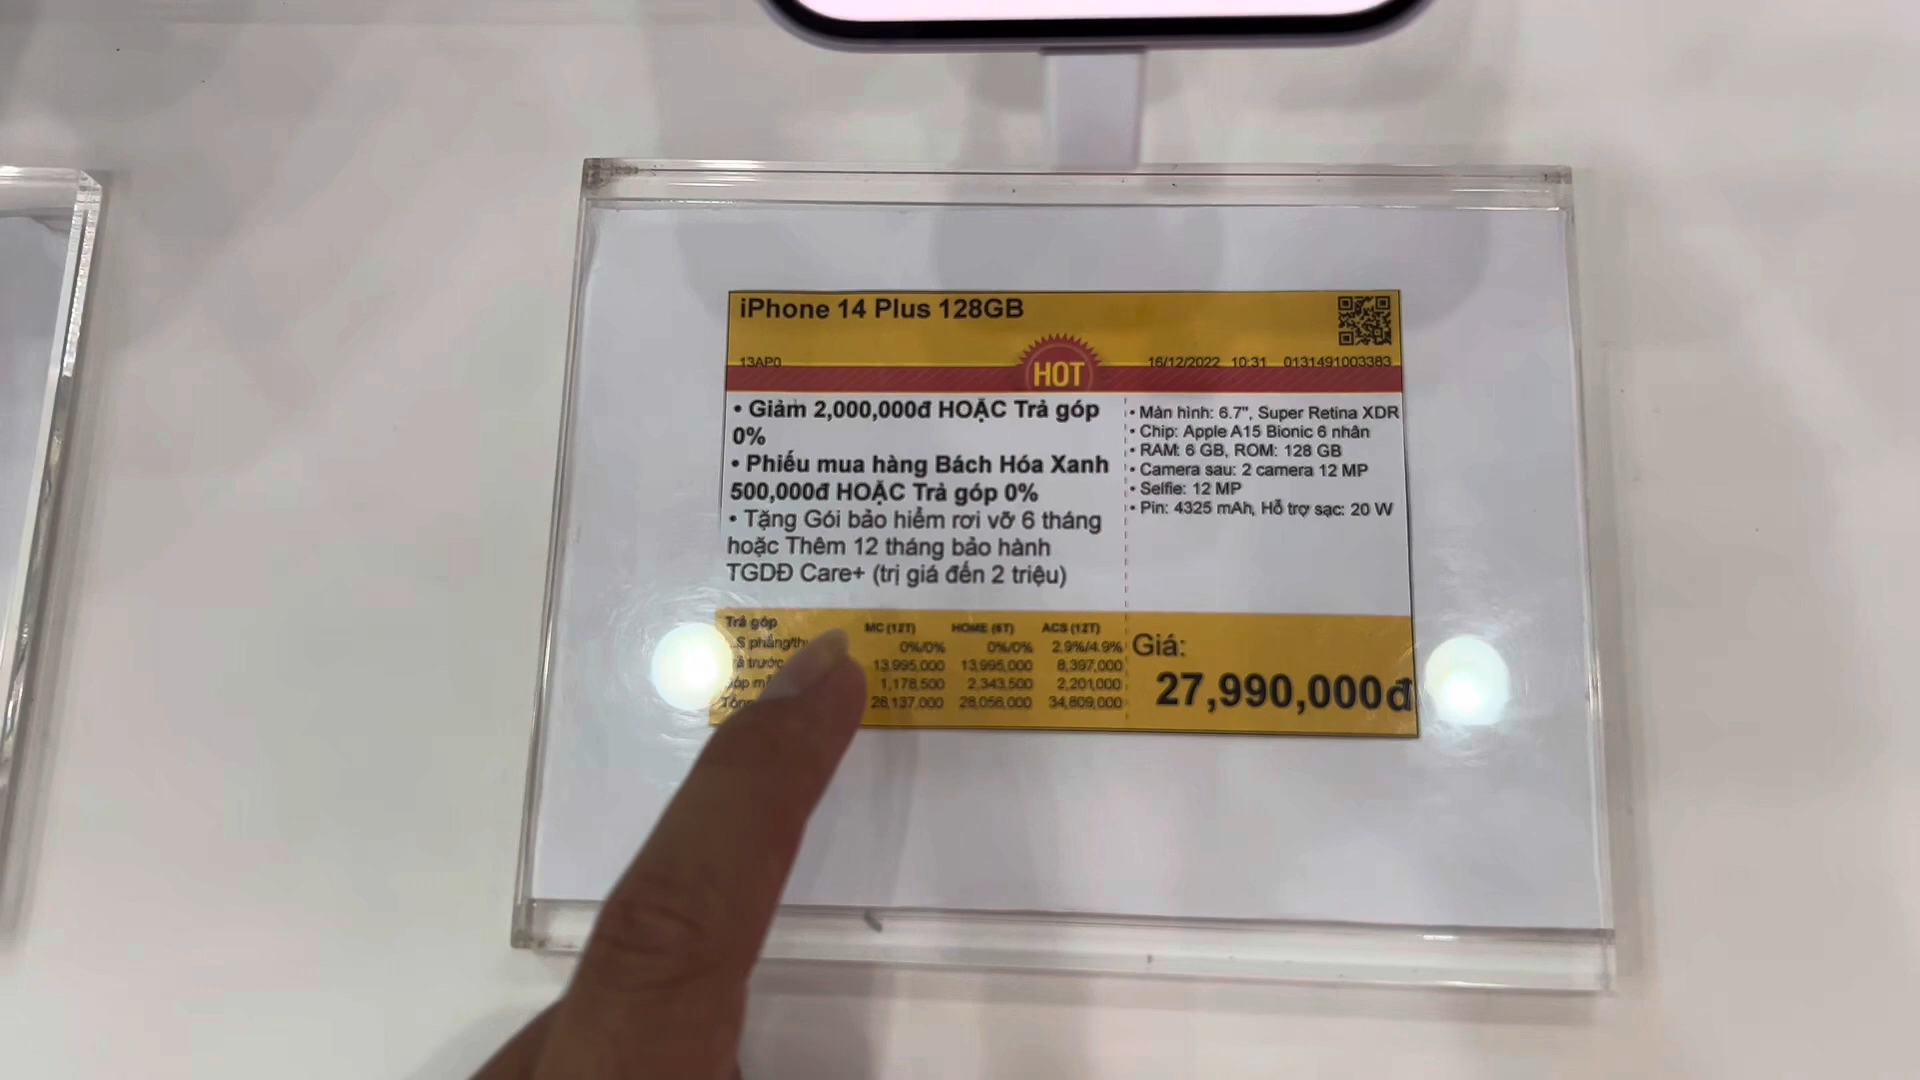 iPhone 14 Plus 128GB
13AP0
HOT
16/12/2022 10:31 0131491003383
• Giảm 2,000,000đ HOẶC Trả góp
0%
• Phiếu mua hàng Bách Hóa Xanh
500,000đ HOẶC Trả góp 0%
• Tặng Gói bảo hiểm rơi vỡ 6 tháng
hoặc Thêm 12 tháng bảo hành
TGDĐ Care+ (trị giá đến 2 triệu)
• Màn hình: 6.7", Super Retina XDR
• Chip: Apple A15 Bionic 6 nhân
• RAM: 6 GB, ROM: 128 GB
• Camera sau: 2 camera 12 MP
• Selfie: 12 MP
• Pin: 4325 mAh, Hỗ trợ sạc: 20 W
Trả góp MC (12T) HOME (6T) ACS (12T)
0%/0% 0%/0% 2.9%/4.9%
trước 13,995,000 13,995,000 8,397,000
1,178,500 2,343,500 2,201,000
28,137,000 28,056,000 34,809,000
Giá:
27,990,000đ